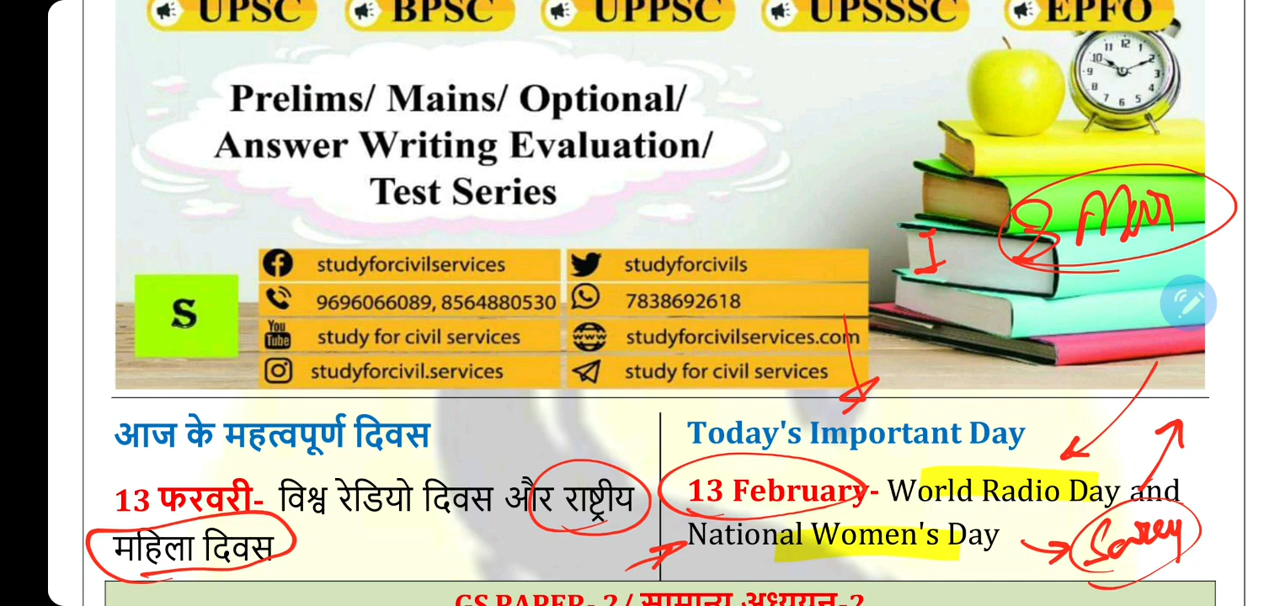 UPSC BPSC UPPSC UPSSSC EPFO
Prelims/ Mains/ Optional/
Answer Writing Evaluation/
Test Series
S
studyforcivilservices
studyforcivils
9696066089, 8564880530
7838692618
You Tube study for civil services
www studyforcivilservices.com
studyforcivil.services
study for civil services
I
आज के महत्वपूर्ण दिवस
13 फरवरी- विश्व रेडियो दिवस और राष्ट्रीय
महिला दिवस
Today's Important Day
13 February- World Radio Day and
National Women's Day
GS PAPER- 2/ सामान्य अध्ययन-2